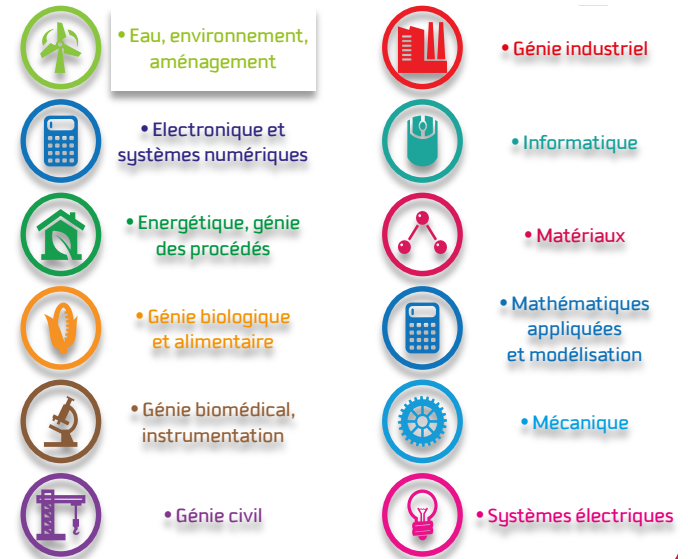 • Eau, environnement,
aménagement
• Electronique et
systèmes numériques
• Energétique, génie
des procédés
• Génie biologique
et alimentaire
• Génie biomédical,
instrumentation
• Génie civil
• Génie industriel
• Informatique
• Matériaux
• Mathématiques
appliquées
et modélisation
• Mécanique
• Systèmes électriques